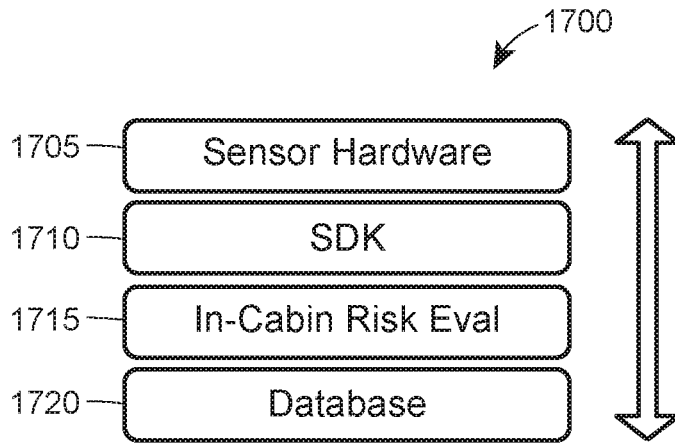 1700
1705 Sensor Hardware
1710 SDK
1715 In-Cabin Risk Eval
1720 Database